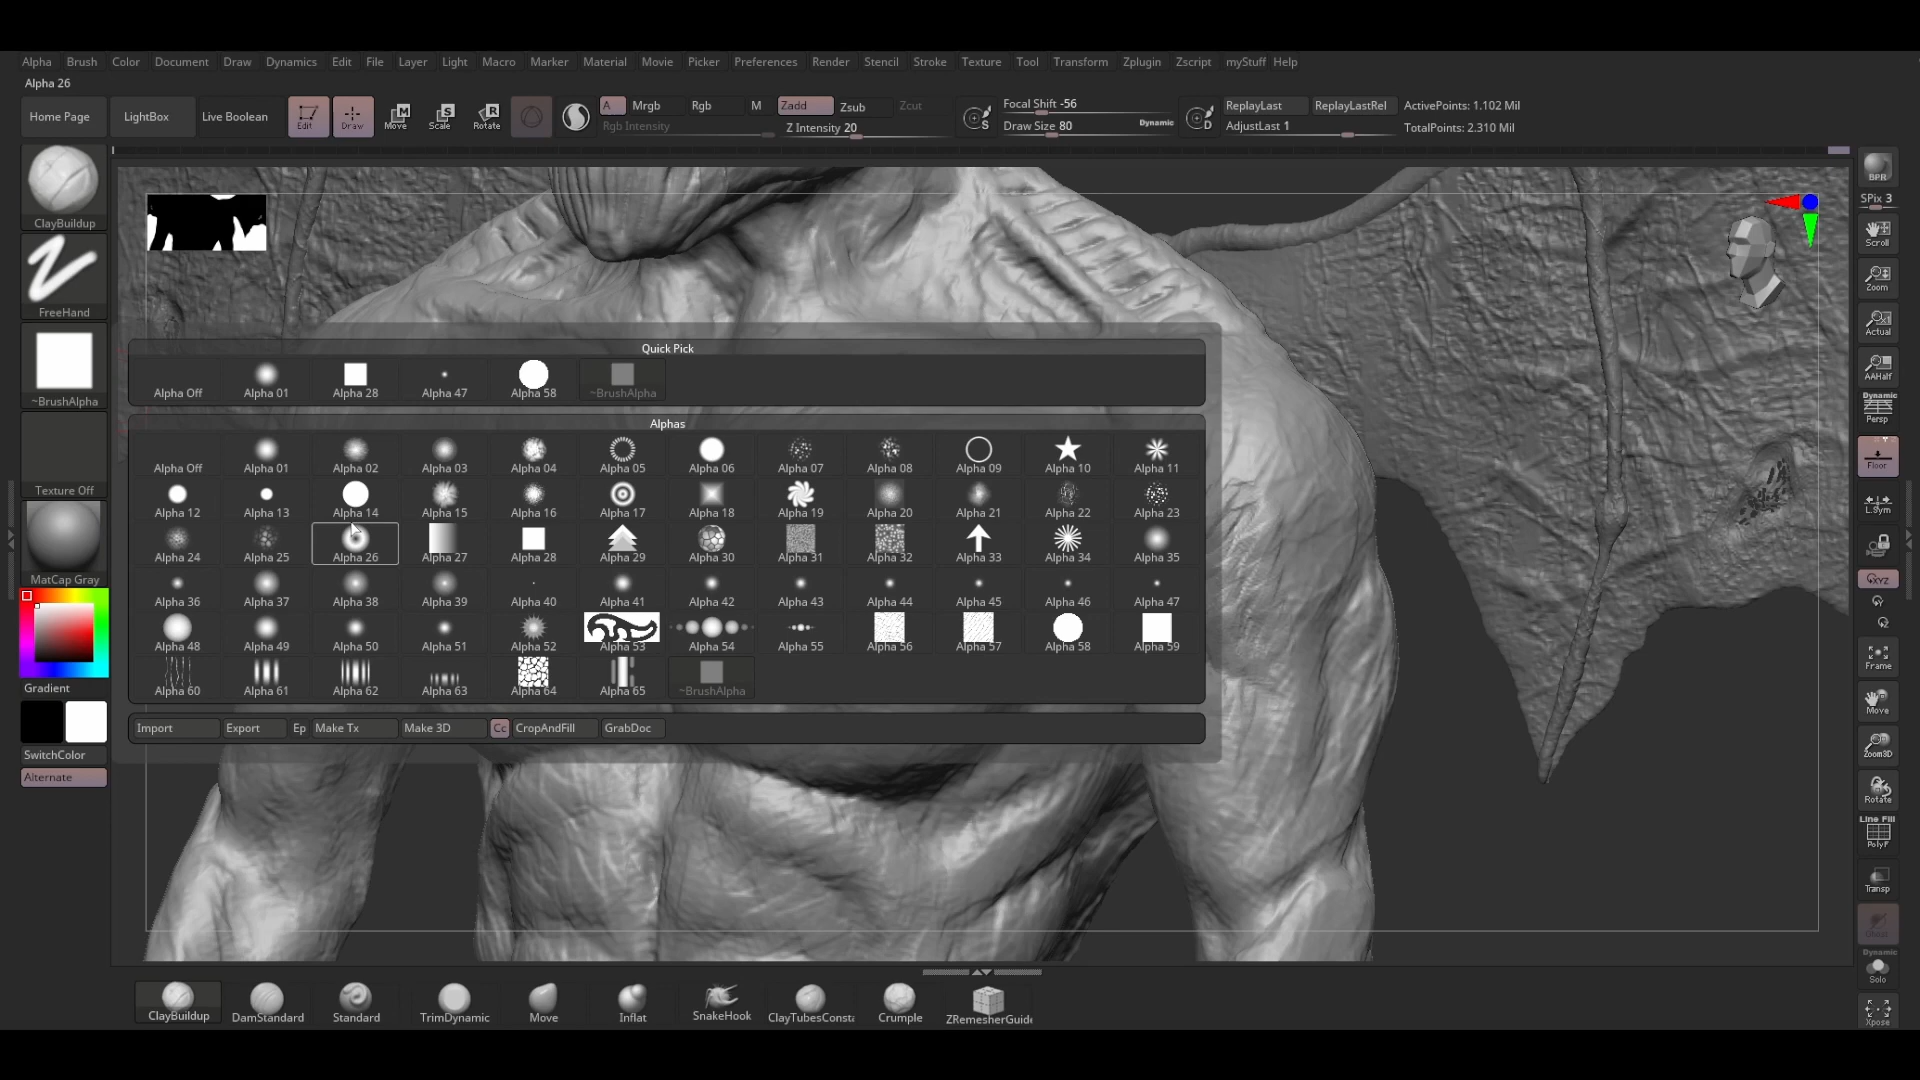 Alpha Brush Color Document Draw Dynamics Edit File Layer Light Macro Marker Material Movie Picker Preferences Render Stencil Stroke Texture Tool Transform Zplugin Zscript myStuff Help
Alpha 26
Home Page LightBox Live Boolean Edit Draw Move Scale Rotate A Mrgb Rgb M Zadd Zsub Zcut Focal Shift -56 ReplayLast ReplayLastRel ActivePoints: 1.102 Mil
Rgb Intensity Z Intensity 20 Draw Size 80 Dynamic AdjustLast 1 TotalPoints: 2.310 Mil
S
D
BPR
SPix 3
Scroll
Zoom
Actual
AAHalf
Dynamic
Persp
Floor
L.Sym
XYZ
Frame
Move
Zoom3D
Rotate
Line Fill
PolyF
Transp
Ghost
Dynamic
Solo
Xpose
ClayBuildup
FreeHand
~BrushAlpha
Texture Off
MatCap Gray
Gradient
SwitchColor
Alternate
Quick Pick
Alpha Off Alpha 01 Alpha 28 Alpha 47 Alpha 58 ~BrushAlpha
Alphas
Alpha Off Alpha 01 Alpha 02 Alpha 03 Alpha 04 Alpha 05 Alpha 06 Alpha 07 Alpha 08 Alpha 09 Alpha 10 Alpha 11
Alpha 12 Alpha 13 Alpha 14 Alpha 15 Alpha 16 Alpha 17 Alpha 18 Alpha 19 Alpha 20 Alpha 21 Alpha 22 Alpha 23
Alpha 24 Alpha 25 Alpha 26 Alpha 27 Alpha 28 Alpha 29 Alpha 30 Alpha 31 Alpha 32 Alpha 33 Alpha 34 Alpha 35
Alpha 36 Alpha 37 Alpha 38 Alpha 39 Alpha 40 Alpha 41 Alpha 42 Alpha 43 Alpha 44 Alpha 45 Alpha 46 Alpha 47
Alpha 48 Alpha 49 Alpha 50 Alpha 51 Alpha 52 Alpha 53 Alpha 54 Alpha 55 Alpha 56 Alpha 57 Alpha 58 Alpha 59
Alpha 60 Alpha 61 Alpha 62 Alpha 63 Alpha 64 Alpha 65 ~BrushAlpha
Import Export Ep Make Tx Make 3D Cc CropAndFill GrabDoc
ClayBuildup DamStandard Standard TrimDynamic Move Inflat SnakeHook ClayTubesConsta Crumple ZRemesherGuide